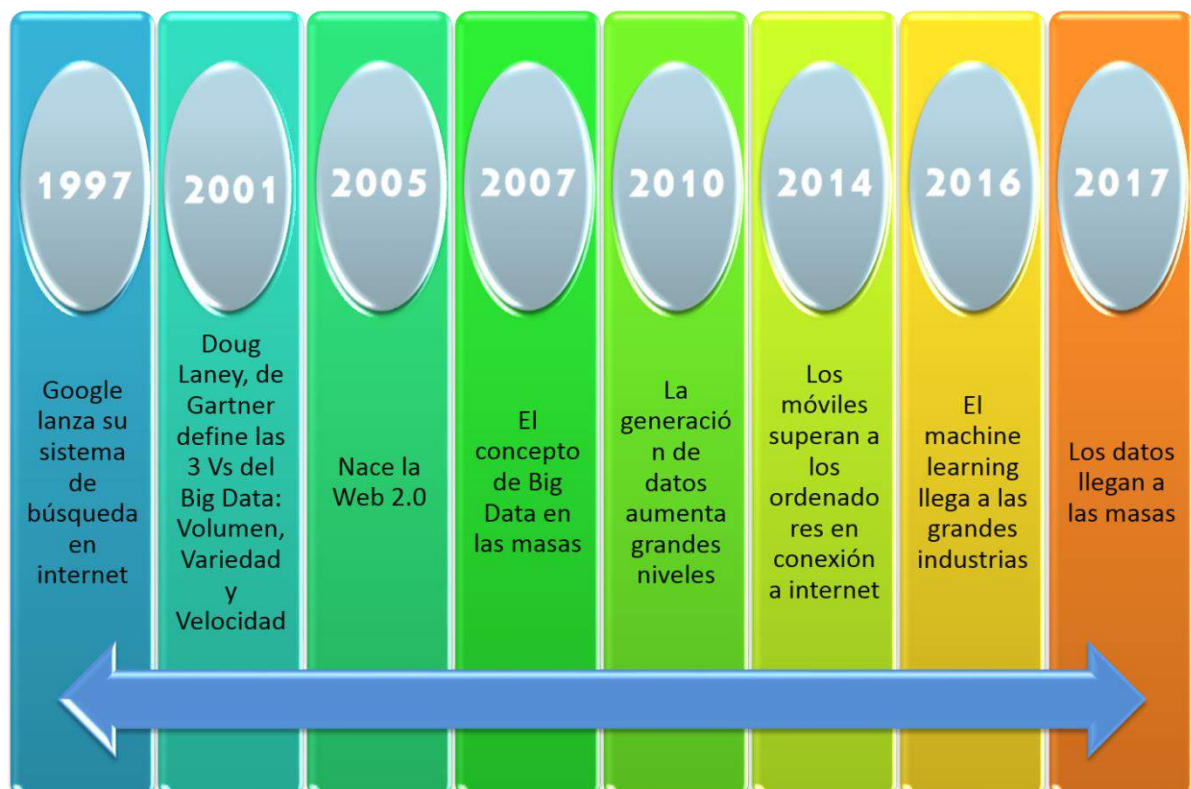 1997
Google
lanza su
sistema
de
búsqueda
en
internet
2001
Doug
Laney, de
Gartner
define las
3 Vs del
Big Data:
Volumen,
Variedad
y
Velocidad
2005
Nace la
Web 2.0
2007
El
concepto
de Big
Data en
las masas
2010
La
generació
n de
datos
aumenta
grandes
niveles
2014
Los
móviles
superan a
los
ordenado
res en
conexión
a internet
2016
El
machine
learning
llega a las
grandes
industrias
2017
Los datos
llegan a
las masas